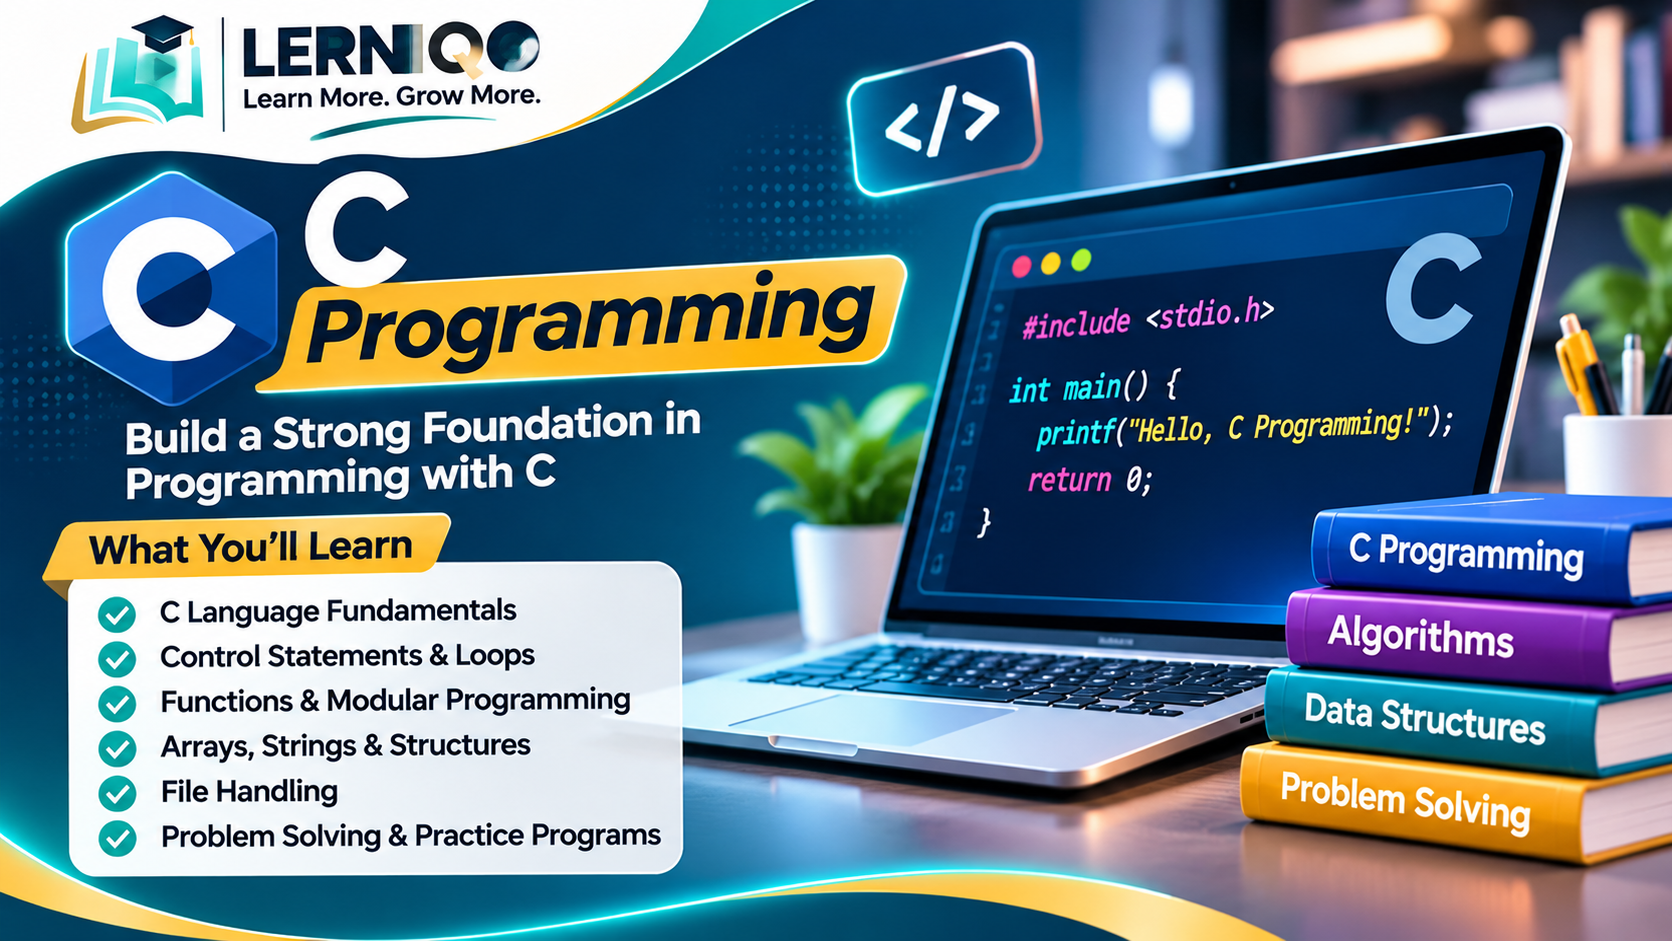 LERNIQO
Learn More. Grow More.
C
C
Programming
Build a Strong Foundation in
Programming with C
What You'll Learn
C Language Fundamentals
Control Statements & Loops
Functions & Modular Programming
Arrays, Strings & Structures
File Handling
Problem Solving & Practice Programs
</>
C
#include <stdio.h>
int main() {
printf("Hello, C Programming!");
return 0;
}
C Programming
Algorithms
Data Structures
Problem Solving